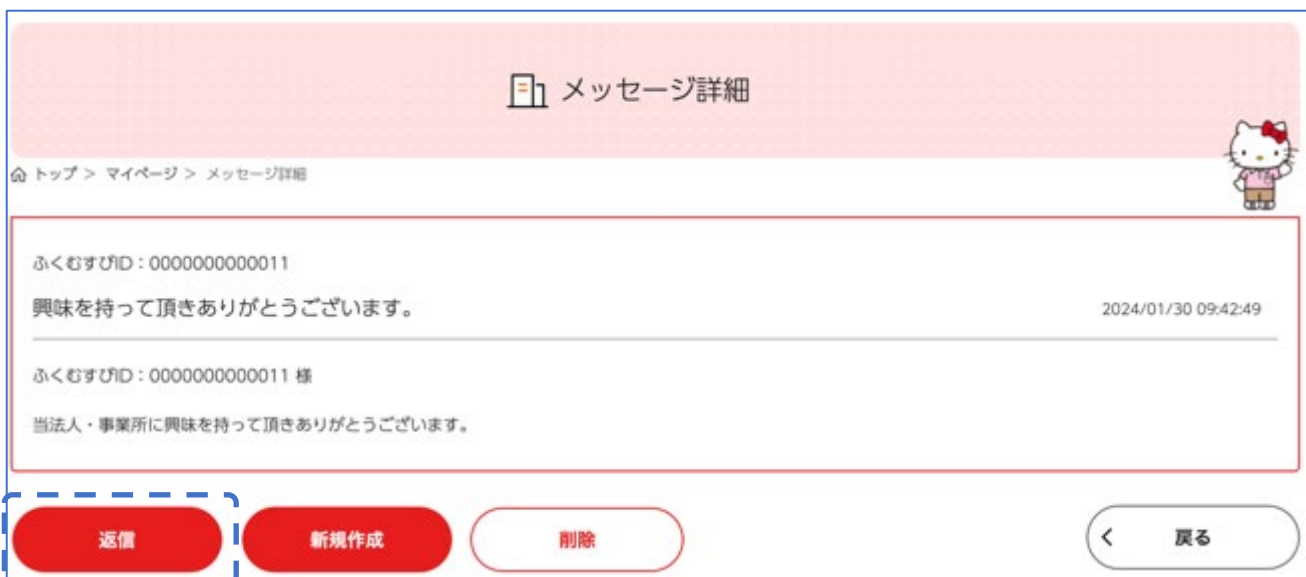 メッセージ詳細
トップ > マイページ > メッセージ詳細
ふくむすびID：0000000000011
興味を持って頂きありがとうございます。 2024/01/30 09:42:49
ふくむすびID：0000000000011 様
当法人・事業所に興味を持って頂きありがとうございます。
返信 新規作成 削除 < 戻る